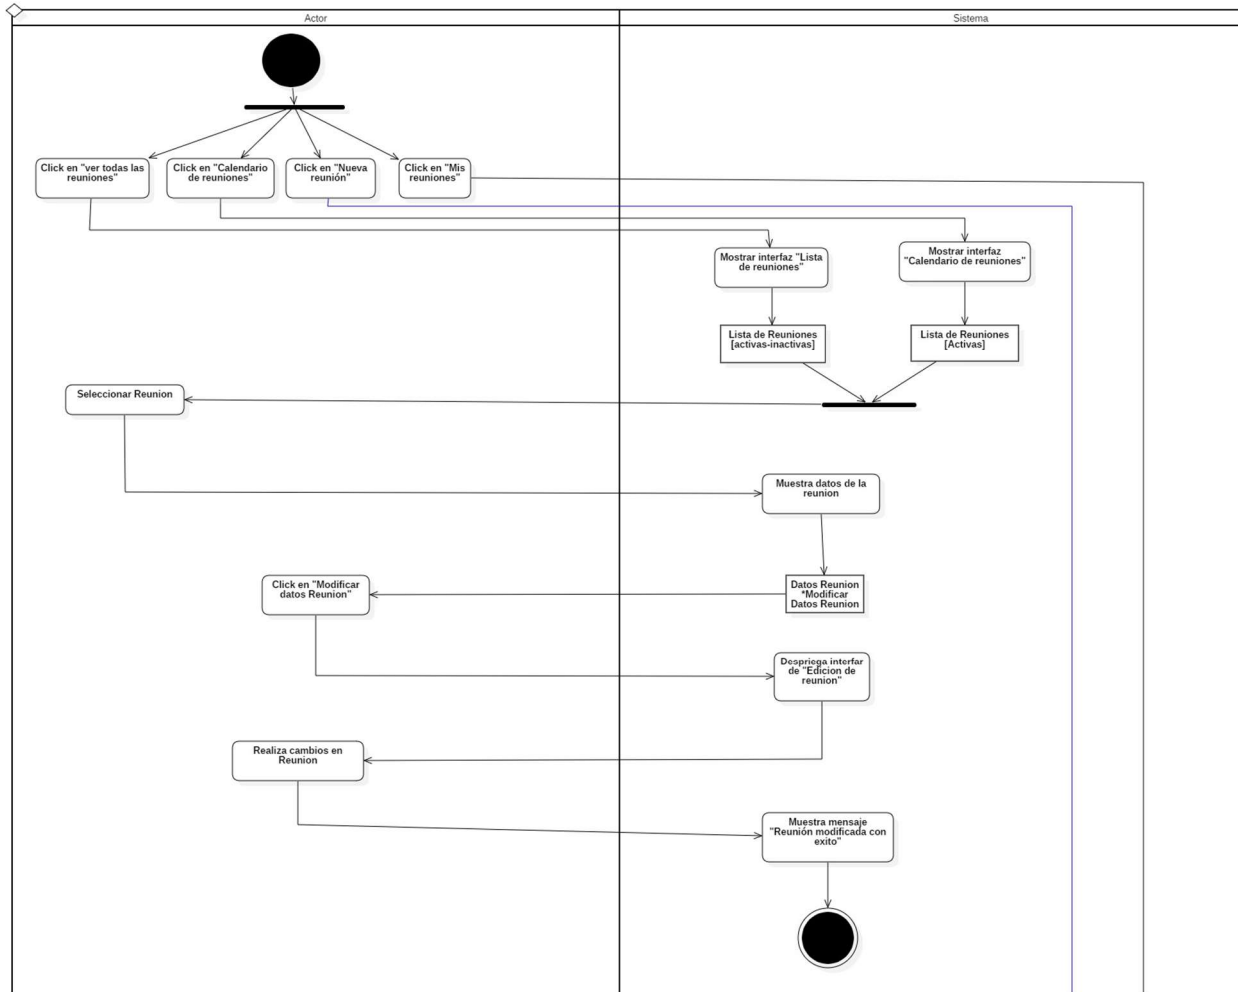 Actor
Sistema
Click en "ver todas las
reuniones"
Click en "Calendario
de reuniones"
Click en "Nueva
reunión"
Click en "Mis
reuniones"
Mostrar interfaz "Lista
de reuniones"
Mostrar interfaz
"Calendario de reuniones"
Lista de Reuniones
[activas-inactivas]
Lista de Reuniones
[Activas]
Seleccionar Reunion
Muestra datos de la
reunion
Click en "Modificar
datos Reunion"
Datos Reunion
*Modificar
Datos Reunion
Despriega interfar
de "Edicion de
reunion"
Realiza cambios en
Reunion
Muestra mensaje
"Reunión modificada con
exito"